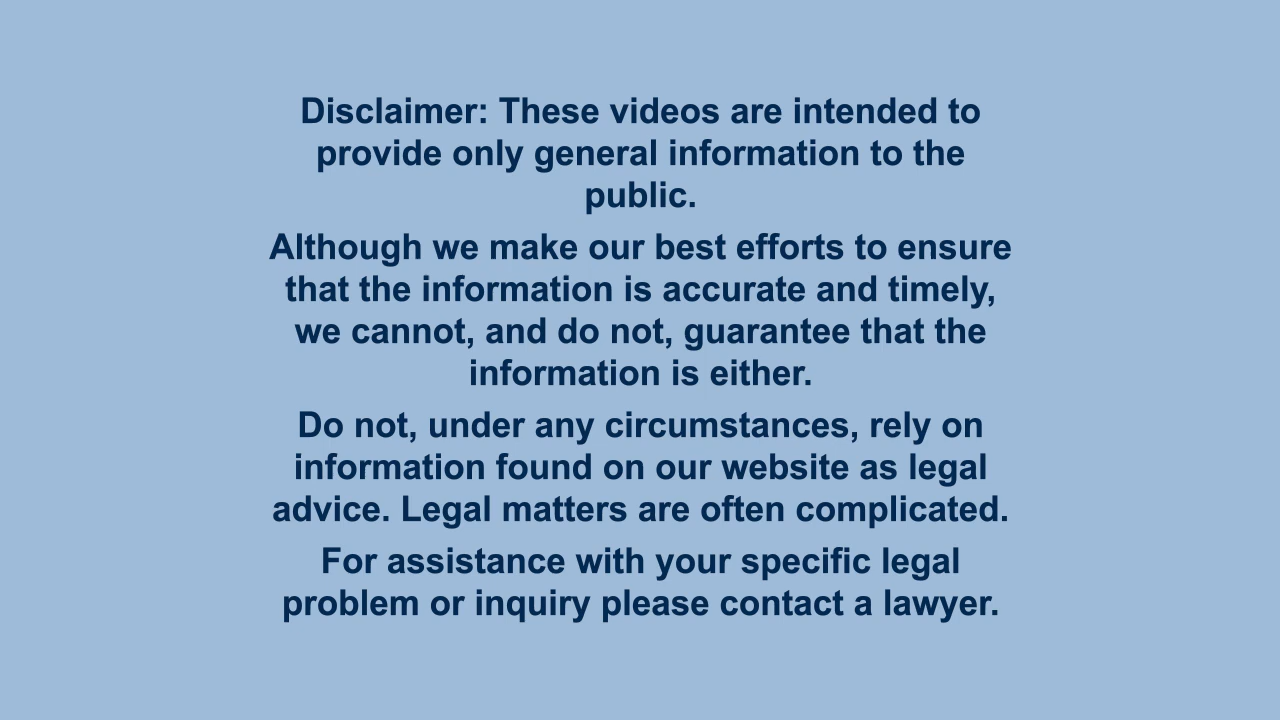 Disclaimer: These videos are intended to
provide only general information to the
public.
Although we make our best efforts to ensure
that the information is accurate and timely,
we cannot, and do not, guarantee that the
information is either.
Do not, under any circumstances, rely on
information found on our website as legal
advice. Legal matters are often complicated.
For assistance with your specific legal
problem or inquiry please contact a lawyer.